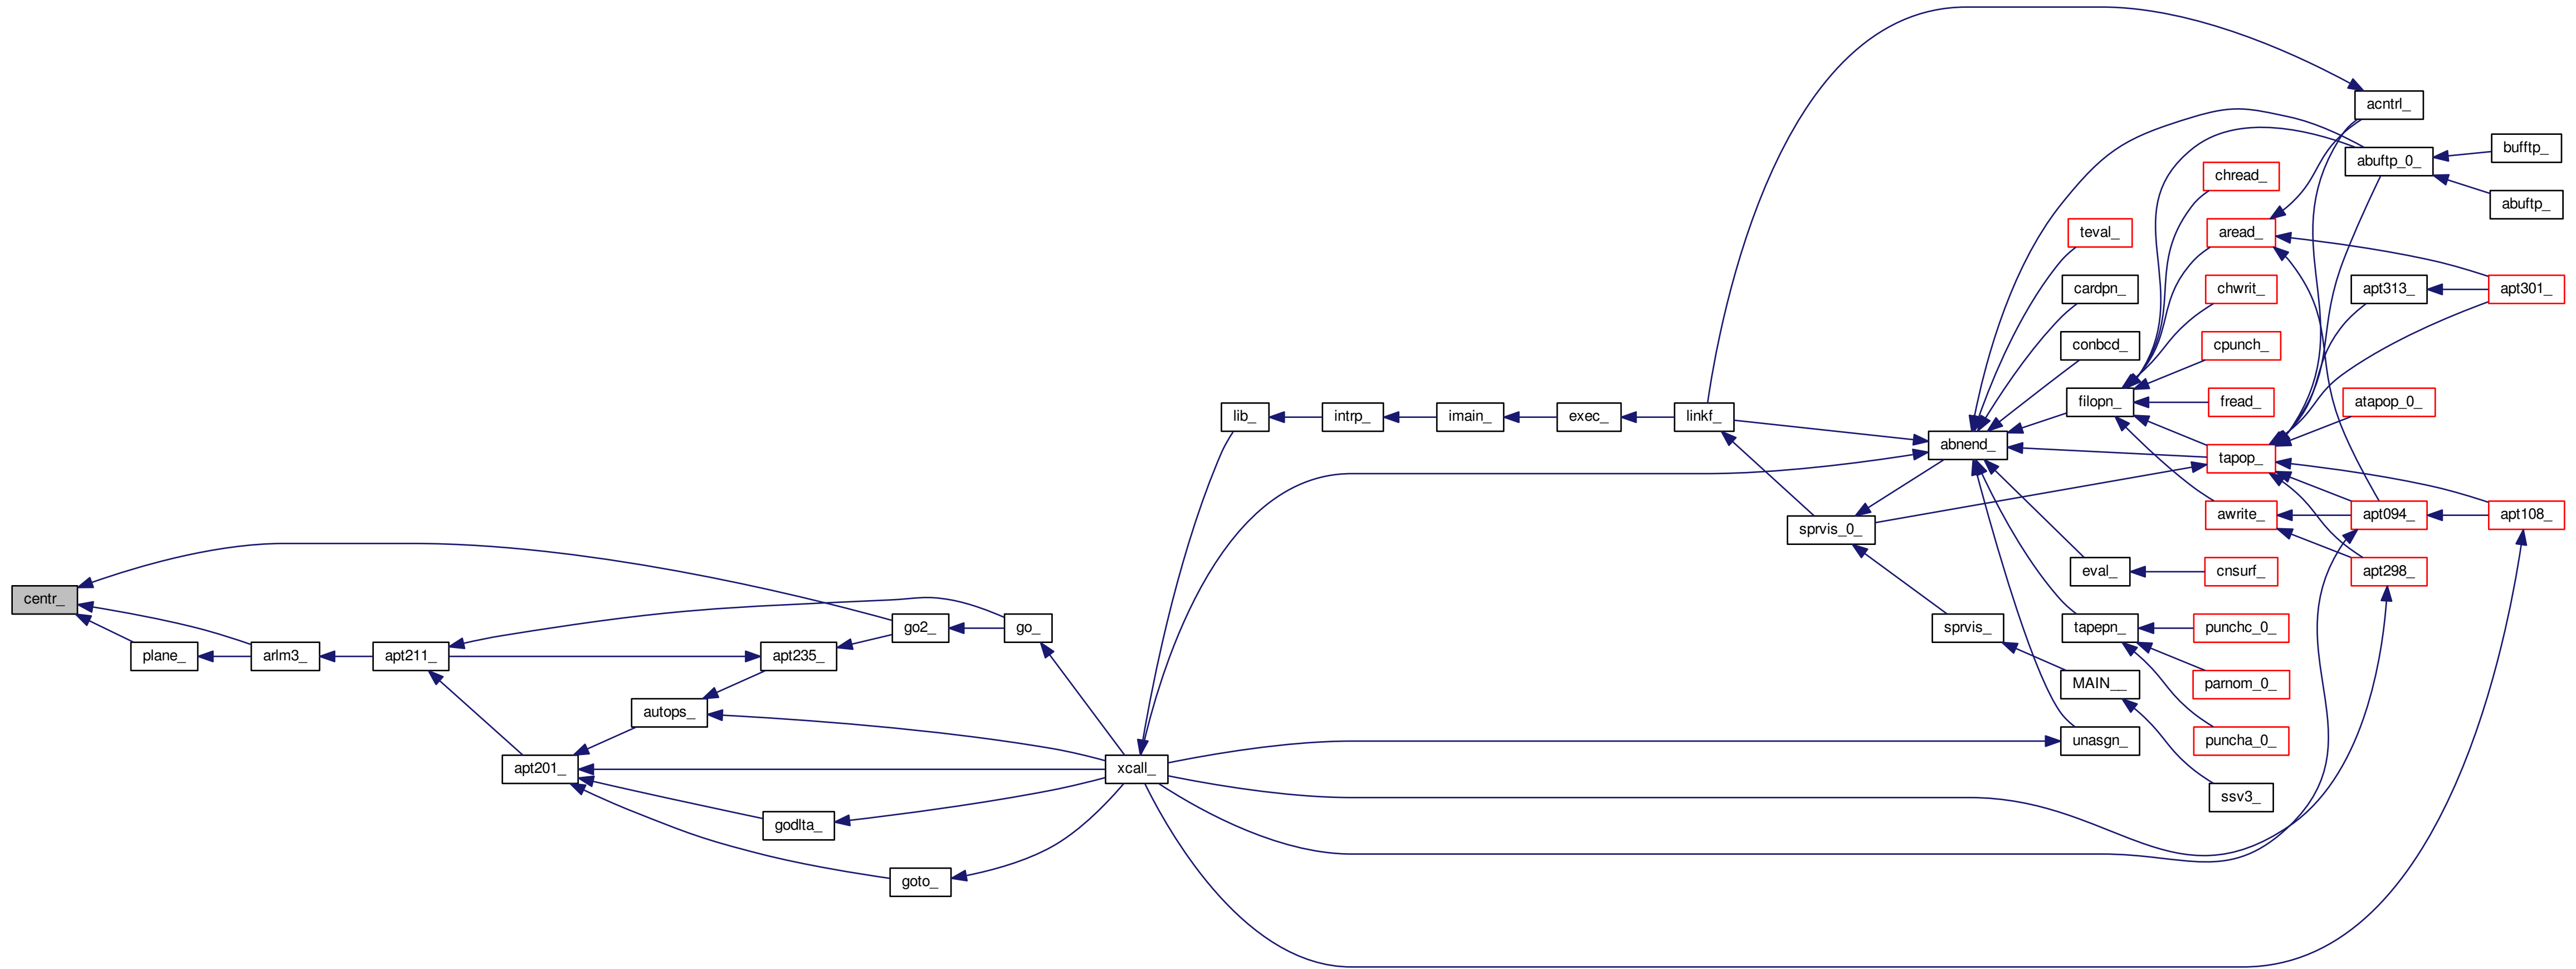 acntrl_
bufftp_
abuftp_0_
chread_
abuftp_
teval_
aread_
cardpn_
chwrit_
apt313_
apt301_
conbcd_
cpunch_
lib_
intrp_
imain_
exec_
linkf_
filopn_
fread_
atapop_0_
abnend_
tapop_
sprvis_0_
awrite_
apt094_
apt108_
eval_
cnsurf_
apt298_
centr_
go2_
go_
sprvis_
tapepn_
punchc_0_
plane_
arlm3_
apt211_
apt235_
MAIN__
parnom_0_
autops_
unasgn_
puncha_0_
apt201_
xcall_
ssv3_
godlta_
goto_